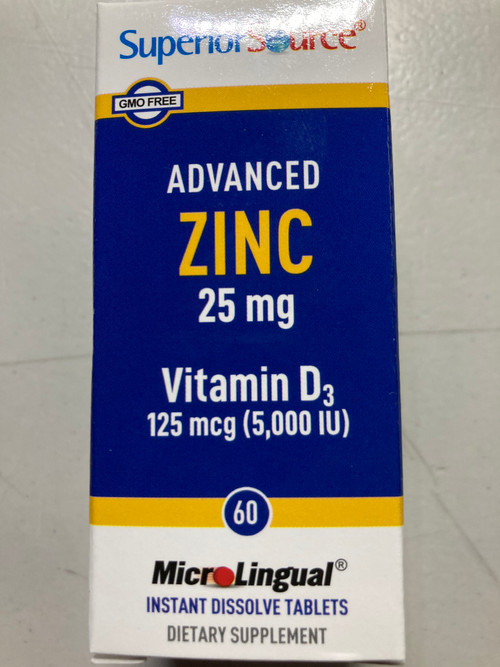 SuperiorSource®
GMO FREE
ADVANCED
ZINC
25 mg
Vitamin D3
125 mcg (5,000 IU)
60
MicroLingual®
INSTANT DISSOLVE TABLETS
DIETARY SUPPLEMENT